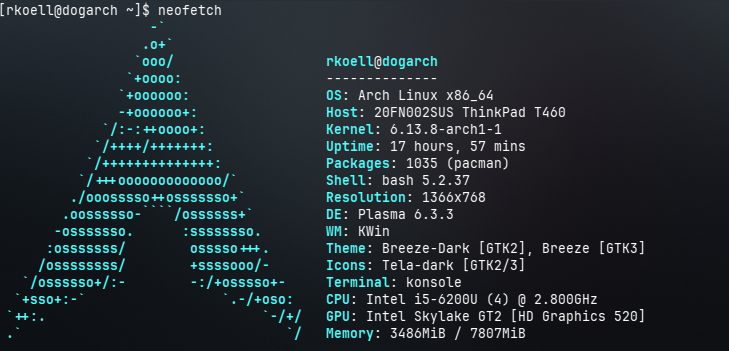 [rkoell@dogarch ~]$ neofetch
                   -`
                  .o+`
                 `ooo/
                `+oooo:
               `+oooooo:
               -+oooooo+:
             `/:-:++oooo+:
            `/++++/+++++++:
           `/++++++++++++++:
          `/+++ooooooooooooo/`
         ./ooosssso++osssssso+`
        .oossssso-````/ossssss+`
       -osssssso.      :ssssssso.
      :osssssss/        osssso+++.
     /ossssssss/        +ssssooo/-
   `/ossssso+/:-        -:/+osssso+-
  `+sso+:-`                 `.-/+oso:
 `++:.                           `-/+/
 .`                                 `/
rkoell@dogarch
--------------
OS: Arch Linux x86_64
Host: 20FN002SUS ThinkPad T460
Kernel: 6.13.8-arch1-1
Uptime: 17 hours, 57 mins
Packages: 1035 (pacman)
Shell: bash 5.2.37
Resolution: 1366x768
DE: Plasma 6.3.3
WM: KWin
Theme: Breeze-Dark [GTK2], Breeze [GTK3]
Icons: Tela-dark [GTK2/3]
Terminal: konsole
CPU: Intel i5-6200U (4) @ 2.800GHz
GPU: Intel Skylake GT2 [HD Graphics 520]
Memory: 3486MiB / 7807MiB